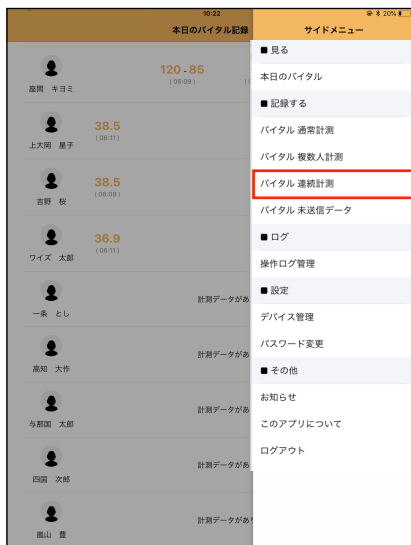 10:22
20%
本日のバイタル記録
サイドメニュー
■ 見る
本日のバイタル
■ 記録する
バイタル 通常計測
バイタル 複数人計測
バイタル 連続計測
バイタル 未送信データ
■ ログ
操作ログ管理
■ 設定
デバイス管理
パスワード変更
■ その他
お知らせ
このアプリについて
ログアウト
120 - 85
( 06:09 )
座間 キヨミ
38.5
( 06:11 )
上大岡 星子
38.5
( 06:09 )
吉野 桜
36.9
( 06:11 )
ワイズ 太郎
計測データがあ
一条 とし
計測データがあ
高知 大作
計測データがあ
与那国 太郎
計測データがあ
四国 次郎
計測データがあ
嵐山 豊